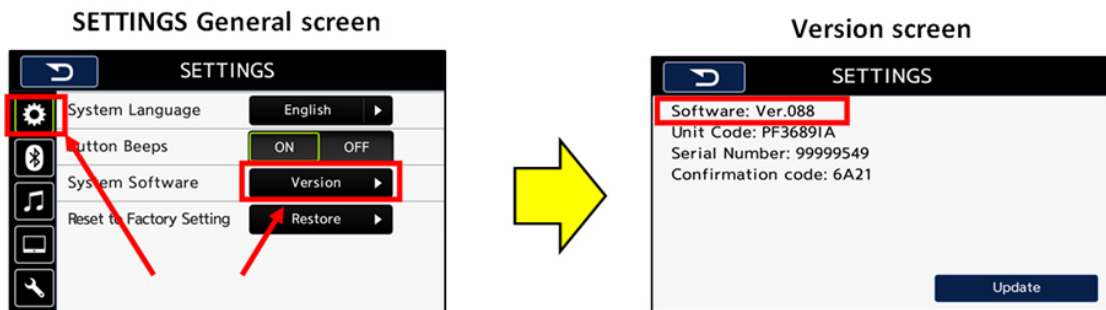 SETTINGS General screen
SETTINGS
System Language
English
Button Beeps
ON
OFF
System Software
Version
Reset to Factory Setting
Restore
Version screen
SETTINGS
Software: Ver.088
Unit Code: PF3689IA
Serial Number: 99999549
Confirmation code: 6A21
Update